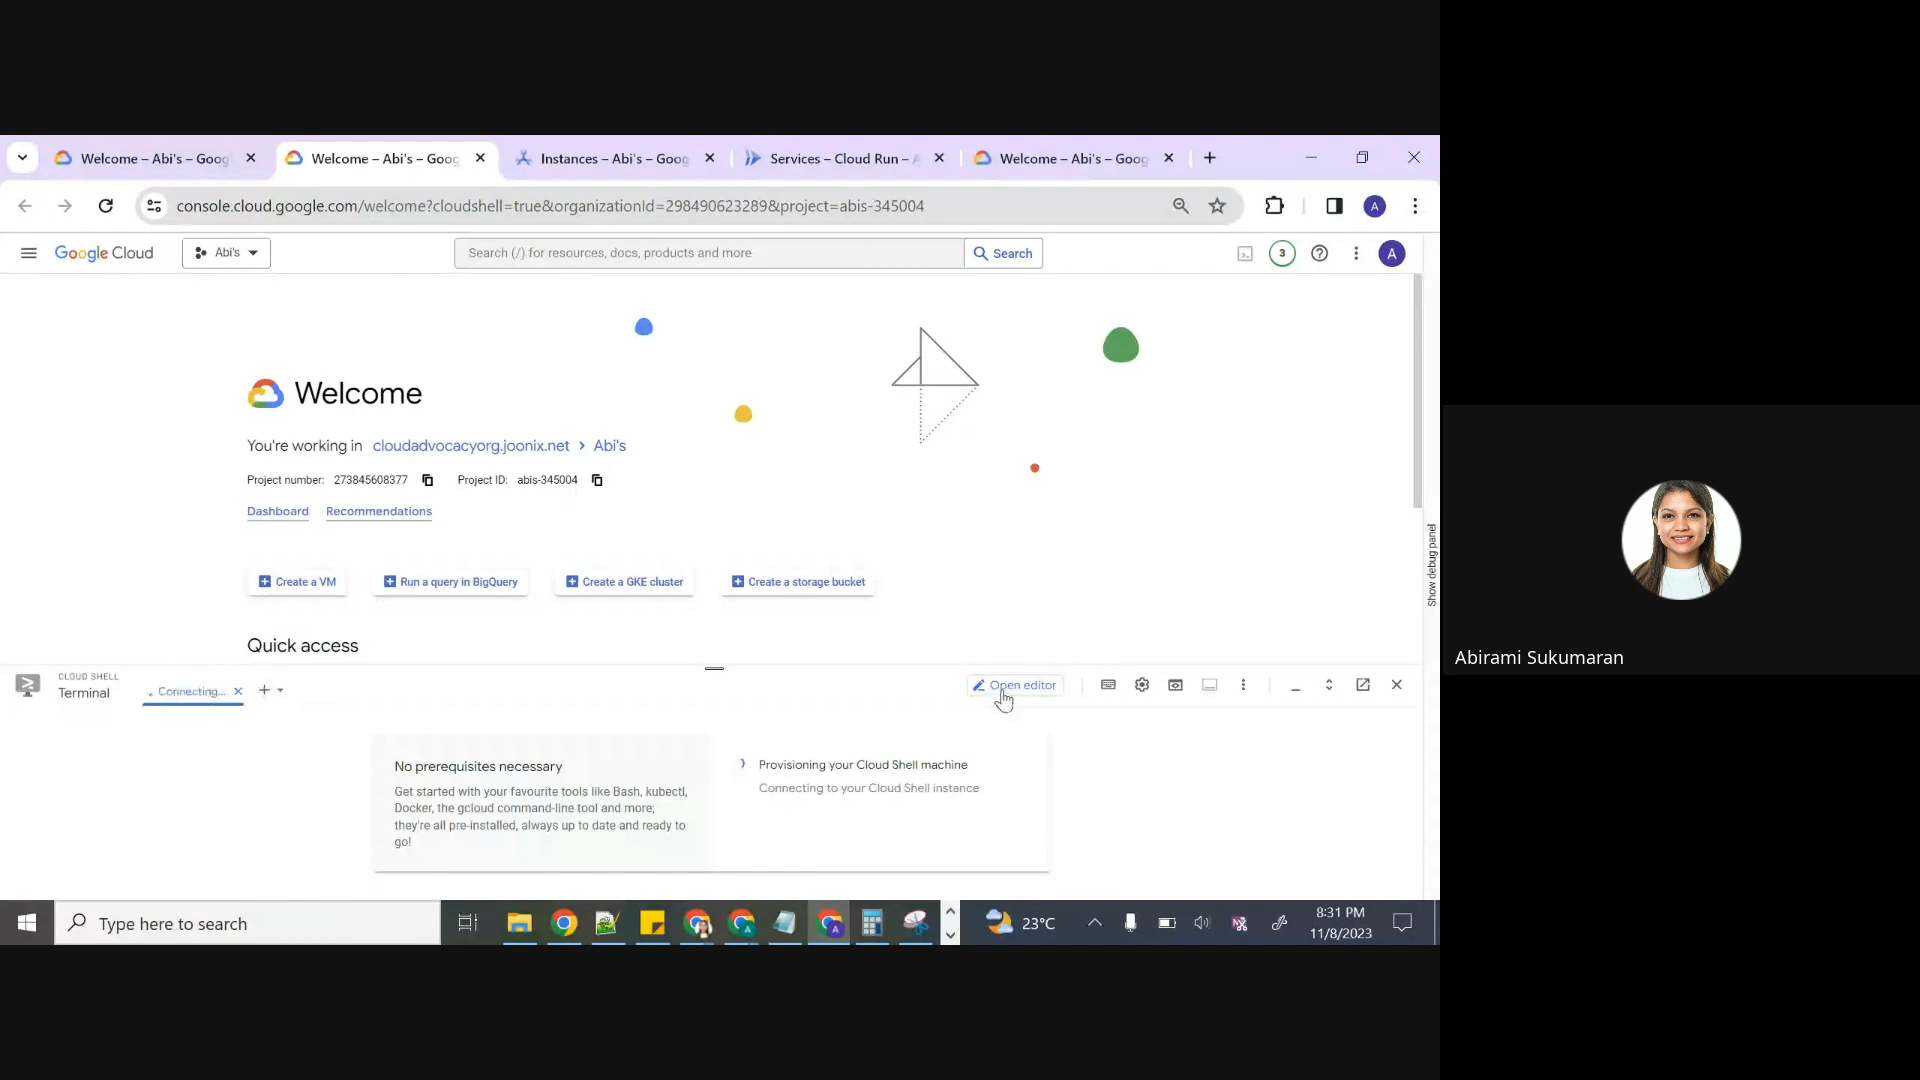 Welcome – Abi's – Goog
Welcome – Abi's – Goog
Instances – Abi's – Goog
Services – Cloud Run – A
Welcome – Abi's – Goog
console.cloud.google.com/welcome?cloudshell=true&organizationId=298490623289&project=abis-345004
A
Google Cloud
Abi's
Search (/) for resources, docs, products and more
Search
3
A
Welcome
You're working in cloudadvocacyorg.joonix.net > Abi's
Project number: 273845608377 Project ID: abis-345004
Dashboard Recommendations
Create a VM
Run a query in BigQuery
Create a GKE cluster
Create a storage bucket
Show debug panel
Quick access
CLOUD SHELL
Terminal
Connecting...
Open editor
No prerequisites necessary
Get started with your favourite tools like Bash, kubectl,
Docker, the gcloud command-line tool and more;
they're all pre-installed, always up to date and ready to
go!
Provisioning your Cloud Shell machine
Connecting to your Cloud Shell instance
Abirami Sukumaran
Type here to search
23°C
8:31 PM
11/8/2023